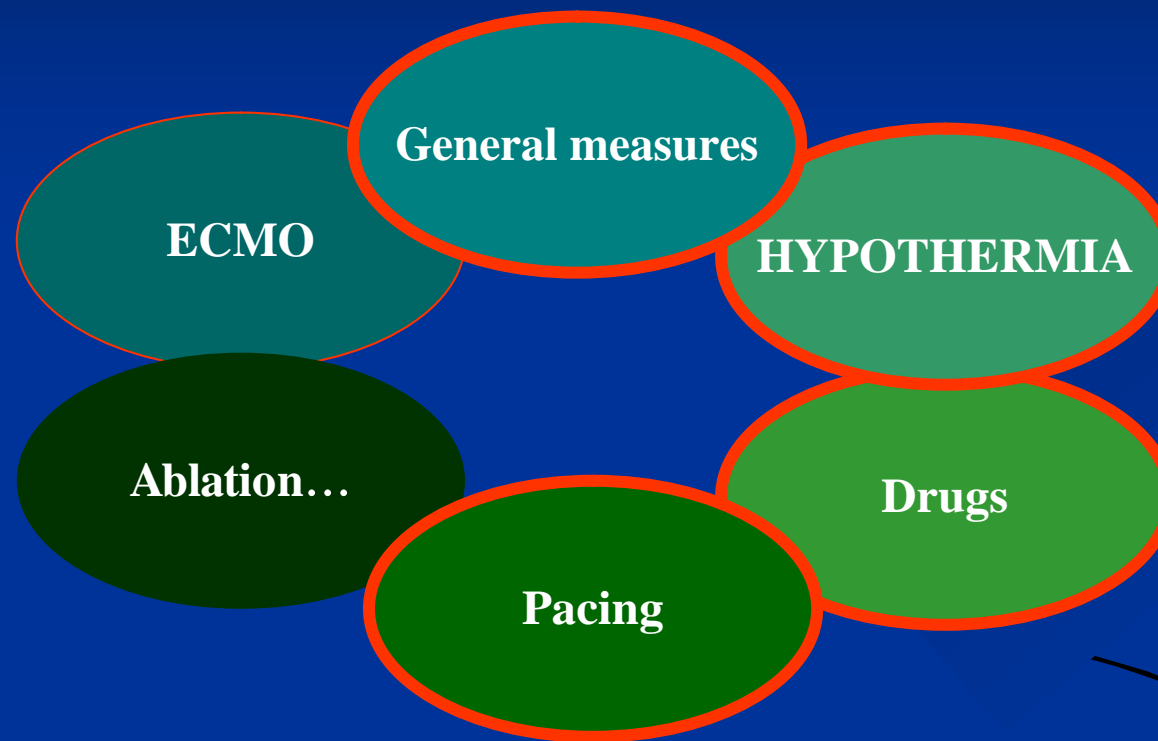 General measures
ECMO
HYPOTHERMIA
Ablation…
Drugs
Pacing